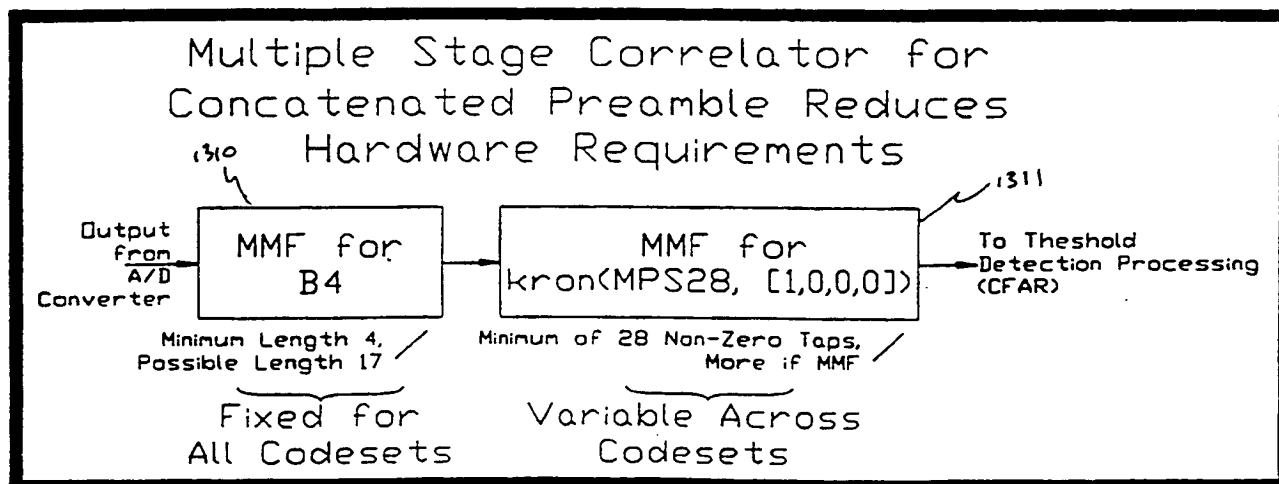 Multiple Stage Correlator for
Concatenated Preamble Reduces
Hardware Requirements
1310
1311
Output
from
A/D
Converter
MMF for
B4
MMF for
kron(MPS28, [1,0,0,0])
To Theshold
Detection Processing
(CFAR)
Minimum Length 4,
Possible Length 17
Minimum of 28 Non-Zero Taps,
More if MMF
Fixed for
All Codesets
Variable Across
Codesets